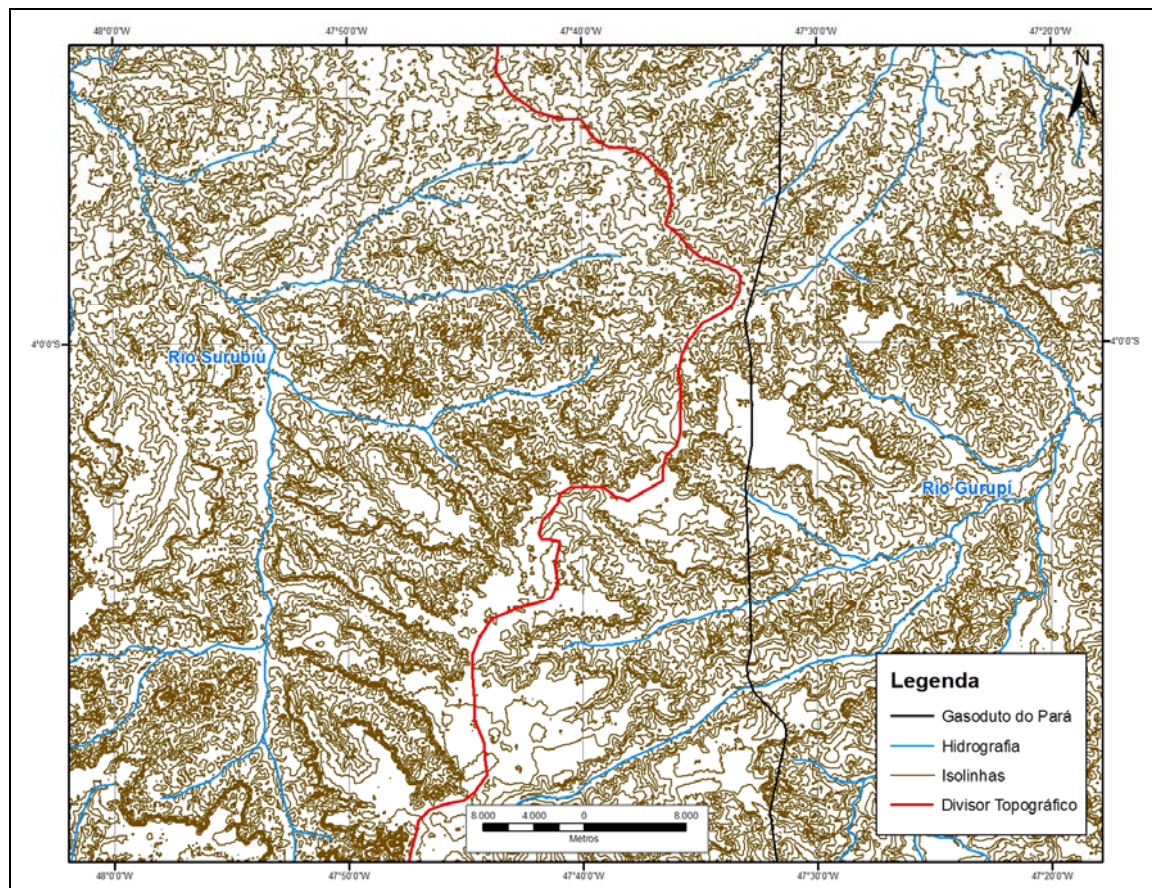 48°0'0"W 47°50'0"W 47°40'0"W 47°30'0"W 47°20'0"W
N
4°0'0"S 4°0'0"S
Rio Surubiú
Rio Gurupí
Legenda
Gasoduto do Pará
Hidrografia
Isolinhas
Divisor Topográfico
8.000 4.000 0 8.000
Metros
48°0'0"W 47°50'0"W 47°40'0"W 47°30'0"W 47°20'0"W